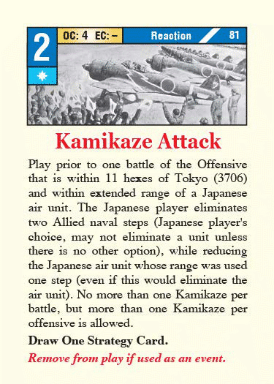 2
OC: 4 EC: – Reaction 81
Kamikaze Attack
Play prior to one battle of the Offensive
that is within 11 hexes of Tokyo (3706)
and within extended range of a Japanese
air unit. The Japanese player eliminates
two Allied naval steps (Japanese player's
choice, may not eliminate a unit unless
there is no other option), while reducing
the Japanese air unit whose range was used
one step (even if this would eliminate the
air unit). No more than one Kamikaze per
battle, but more than one Kamikaze per
offensive is allowed.
Draw One Strategy Card.
Remove from play if used as an event.